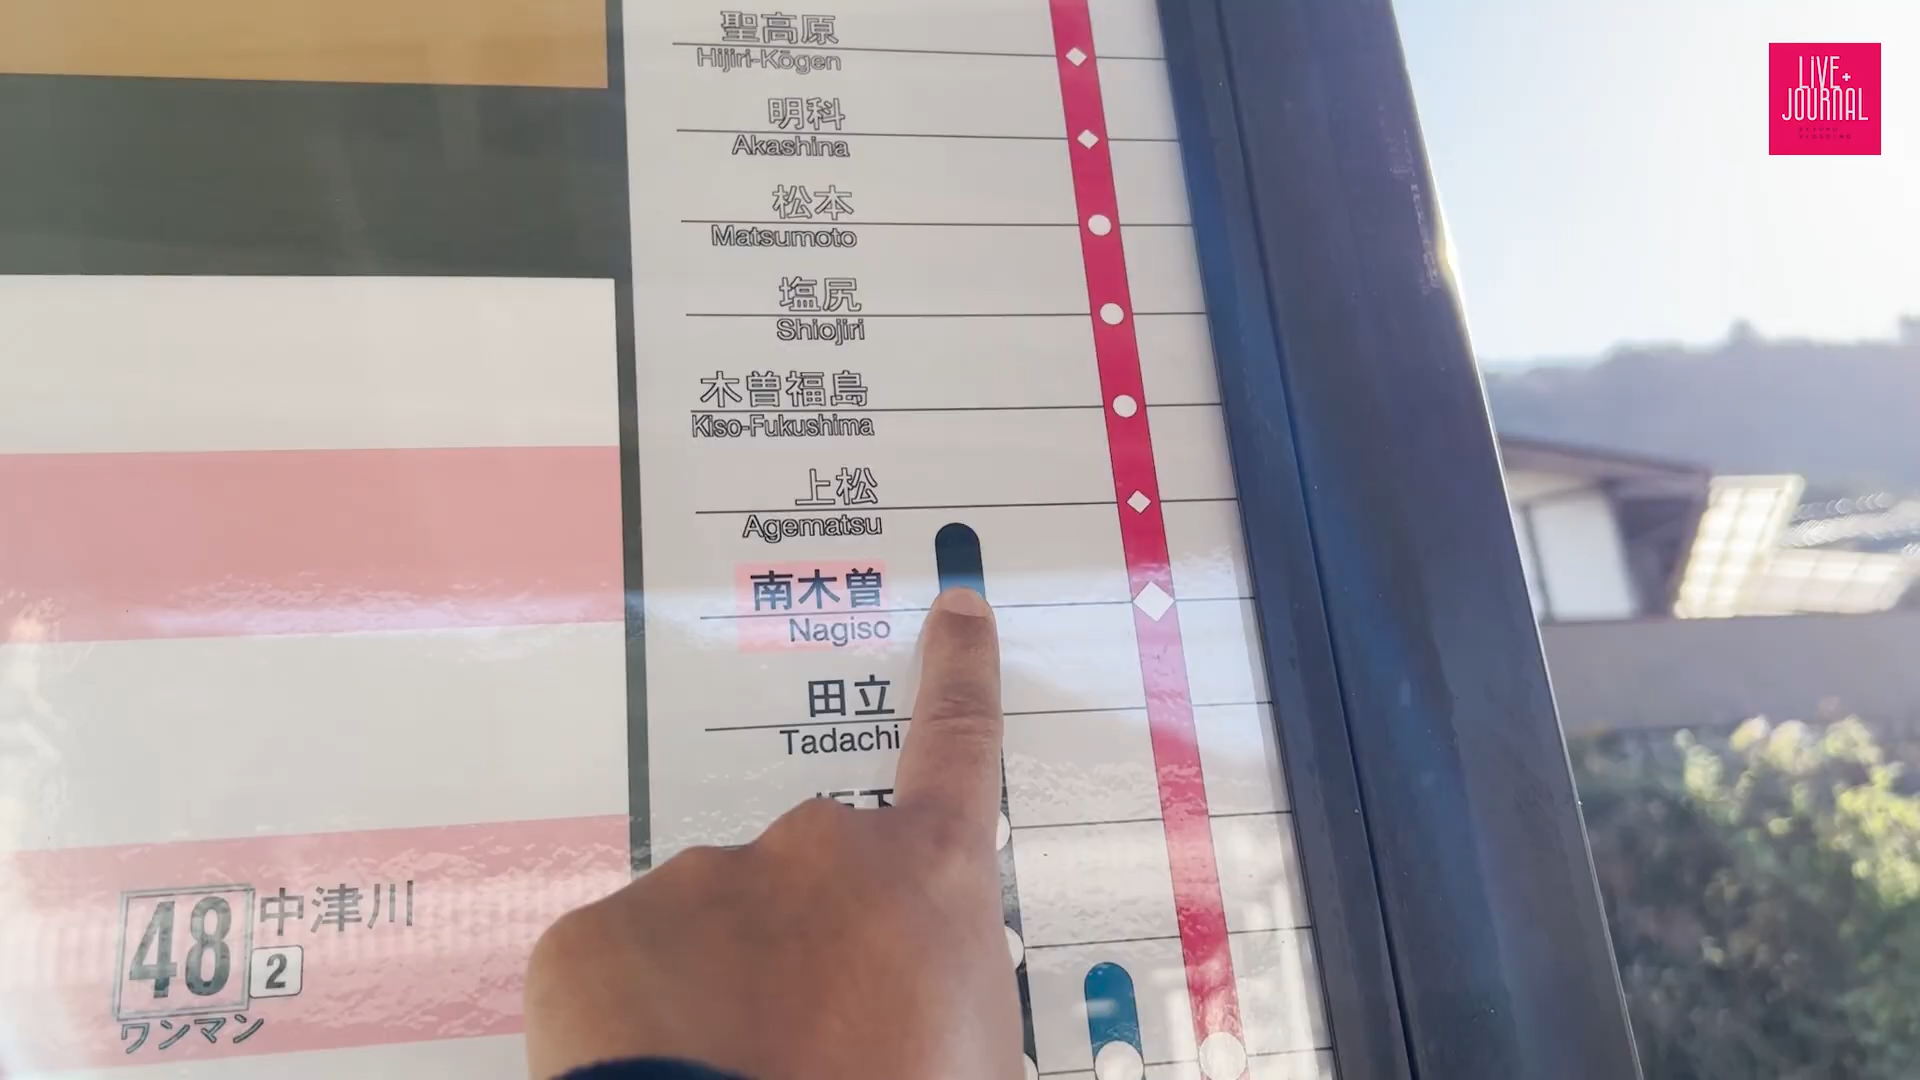 聖高原
Hijiri-Kōgen
明科
Akashina
松本
Matsumoto
塩尻
Shiojiri
木曽福島
Kiso-Fukushima
上松
Agematsu
南木曽
Nagiso
田立
Tadachi
48 中津川
2
ワンマン
LiVE+
JOURNAL